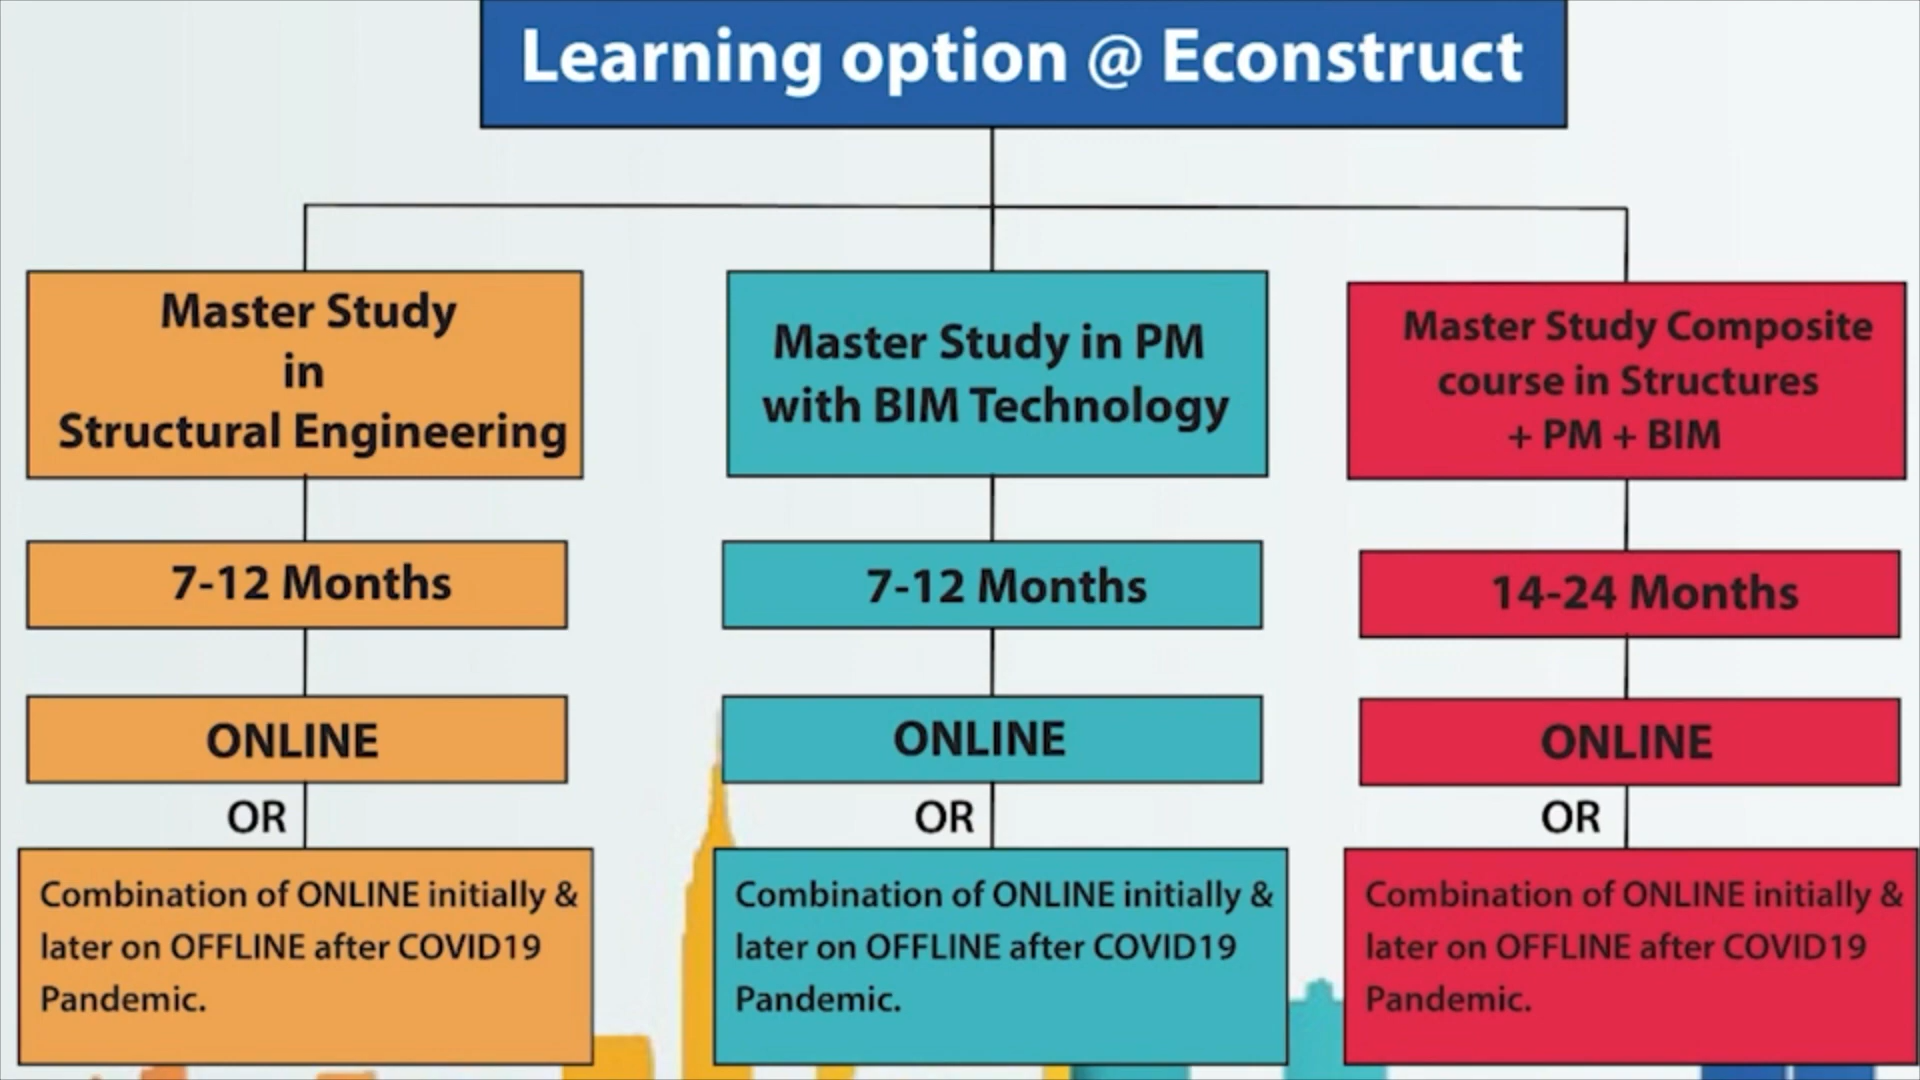 Learning option @ Econstruct
Master Study
in
Structural Engineering
7-12 Months
ONLINE
OR
Combination of ONLINE initially &
later on OFFLINE after COVID19
Pandemic.
Master Study in PM
with BIM Technology
7-12 Months
ONLINE
OR
Combination of ONLINE initially &
later on OFFLINE after COVID19
Pandemic.
Master Study Composite
course in Structures
+ PM + BIM
14-24 Months
ONLINE
OR
Combination of ONLINE initially &
later on OFFLINE after COVID19
Pandemic.